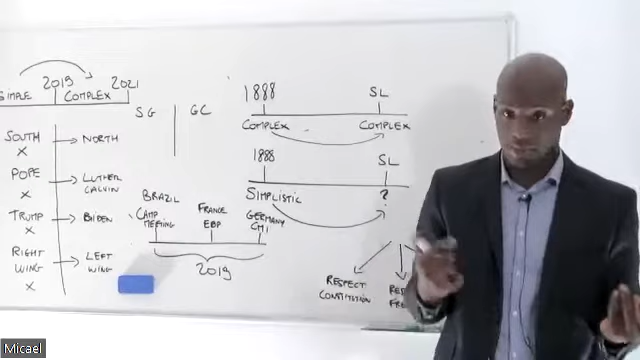 2019 2021
SIMPLE COMPLEX
SOUTH NORTH
X
POPE LUTHER
CALVIN
X
TRUMP BIDEN
X
RIGHT LEFT
WING WING
X
SG GC
BRAZIL
CAMP
MEETING
FRANCE
EBP
GERMANY
CMI
2019
1888 SL
COMPLEX COMPLEX
1888 SL
SIMPLISTIC ?
RESPECT
CONSTITUTION
Micael